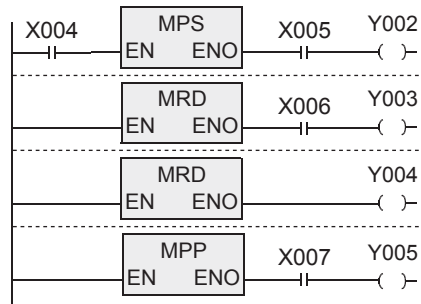 X004 MPS X005 Y002
EN ENO
MRD X006 Y003
EN ENO
MRD Y004
EN ENO
MPP X007 Y005
EN ENO